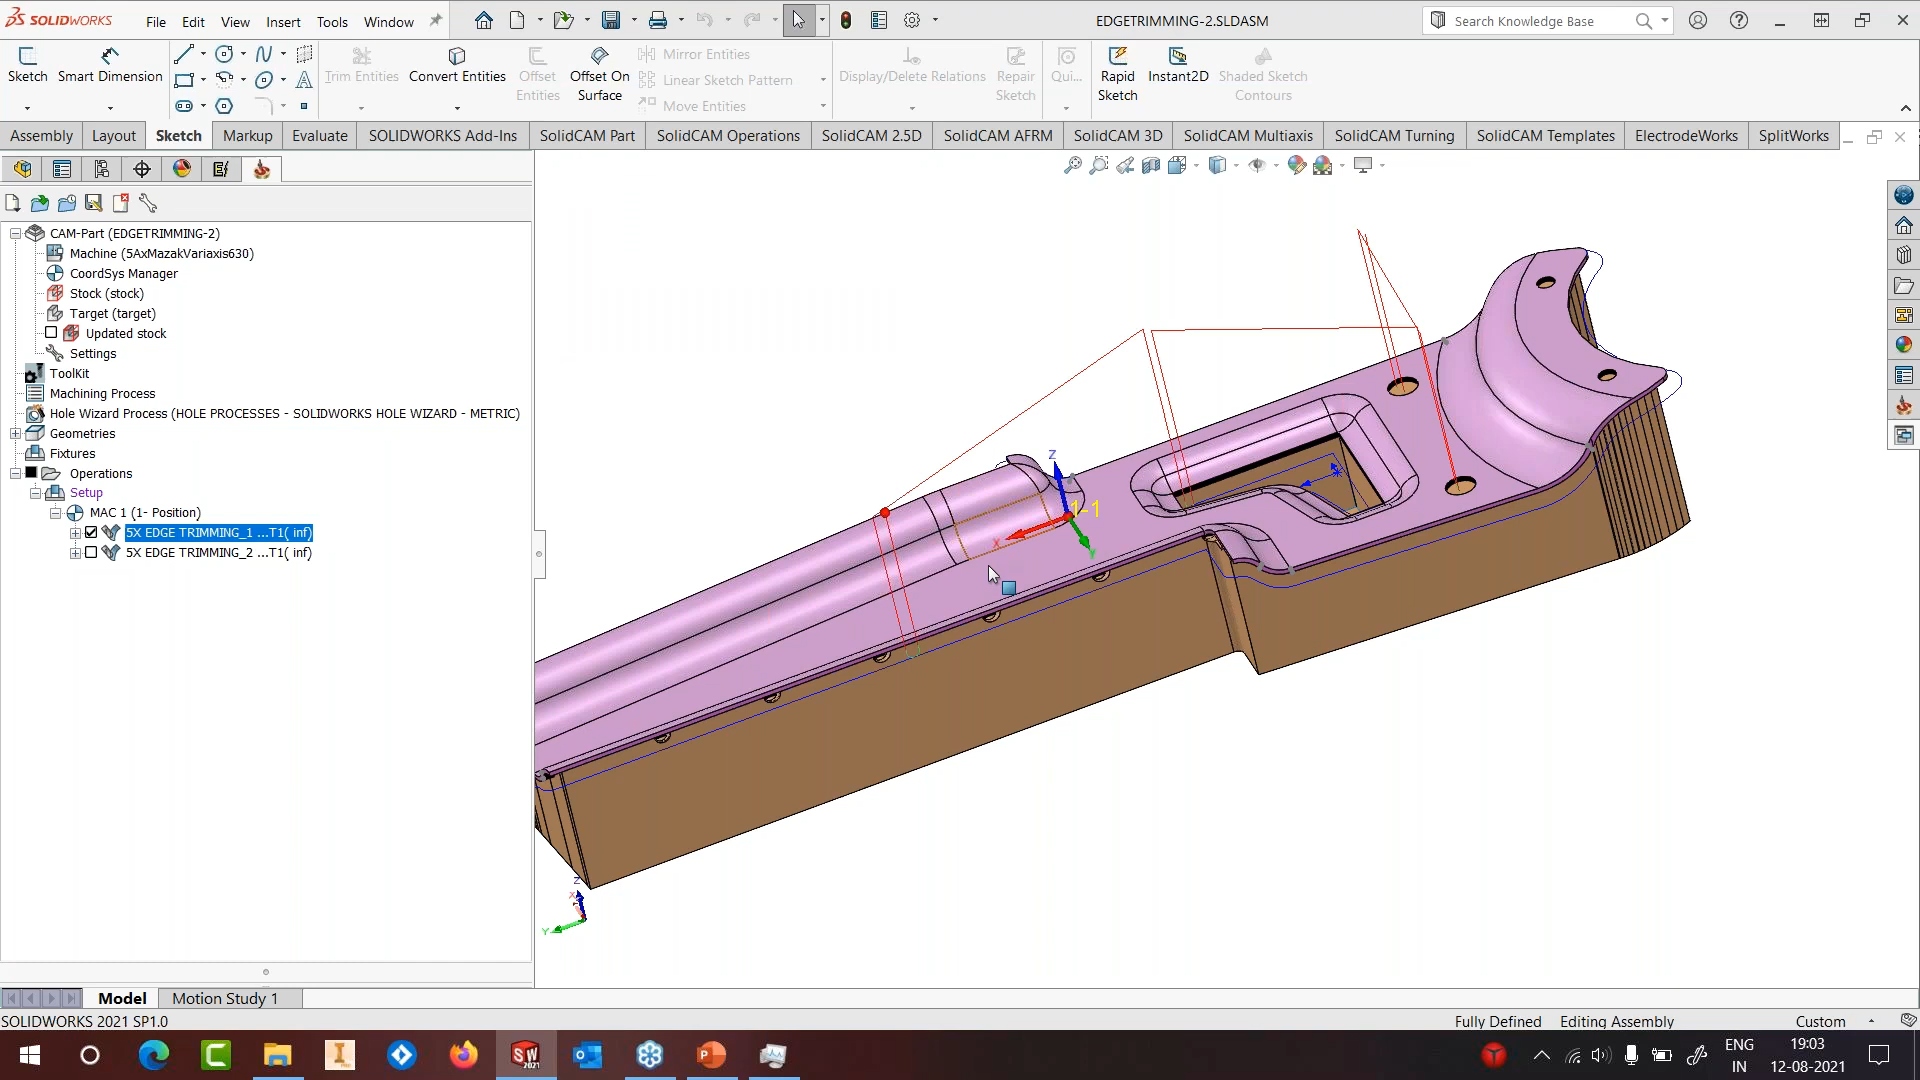 SOLIDWORKS
File
Edit
View
Insert
Tools
Window
EDGETRIMMING-2.SLDASM
Search Knowledge Base
Sketch
Smart Dimension
Trim Entities
Convert Entities
Offset
Entities
Offset On
Surface
Mirror Entities
Linear Sketch Pattern
Move Entities
Display/Delete Relations
Repair
Sketch
Qui...
Rapid
Sketch
Instant2D
Shaded Sketch
Contours
Assembly
Layout
Sketch
Markup
Evaluate
SOLIDWORKS Add-Ins
SolidCAM Part
SolidCAM Operations
SolidCAM 2.5D
SolidCAM AFRM
SolidCAM 3D
SolidCAM Multiaxis
SolidCAM Turning
SolidCAM Templates
ElectrodeWorks
SplitWorks
CAM-Part (EDGETRIMMING-2)
Machine (5AxMazakVariaxis630)
CoordSys Manager
Stock (stock)
Target (target)
Updated stock
Settings
ToolKit
Machining Process
Hole Wizard Process (HOLE PROCESSES - SOLIDWORKS HOLE WIZARD - METRIC)
Geometries
Fixtures
Operations
Setup
MAC 1 (1- Position)
5X EDGE TRIMMING_1 ...T1( inf)
5X EDGE TRIMMING_2 ...T1( inf)
Z
1-1
X
Y
Z
X
Y
Model
Motion Study 1
SOLIDWORKS 2021 SP1.0
Fully Defined
Editing Assembly
Custom
SW
2021
ENG
IN
19:03
12-08-2021